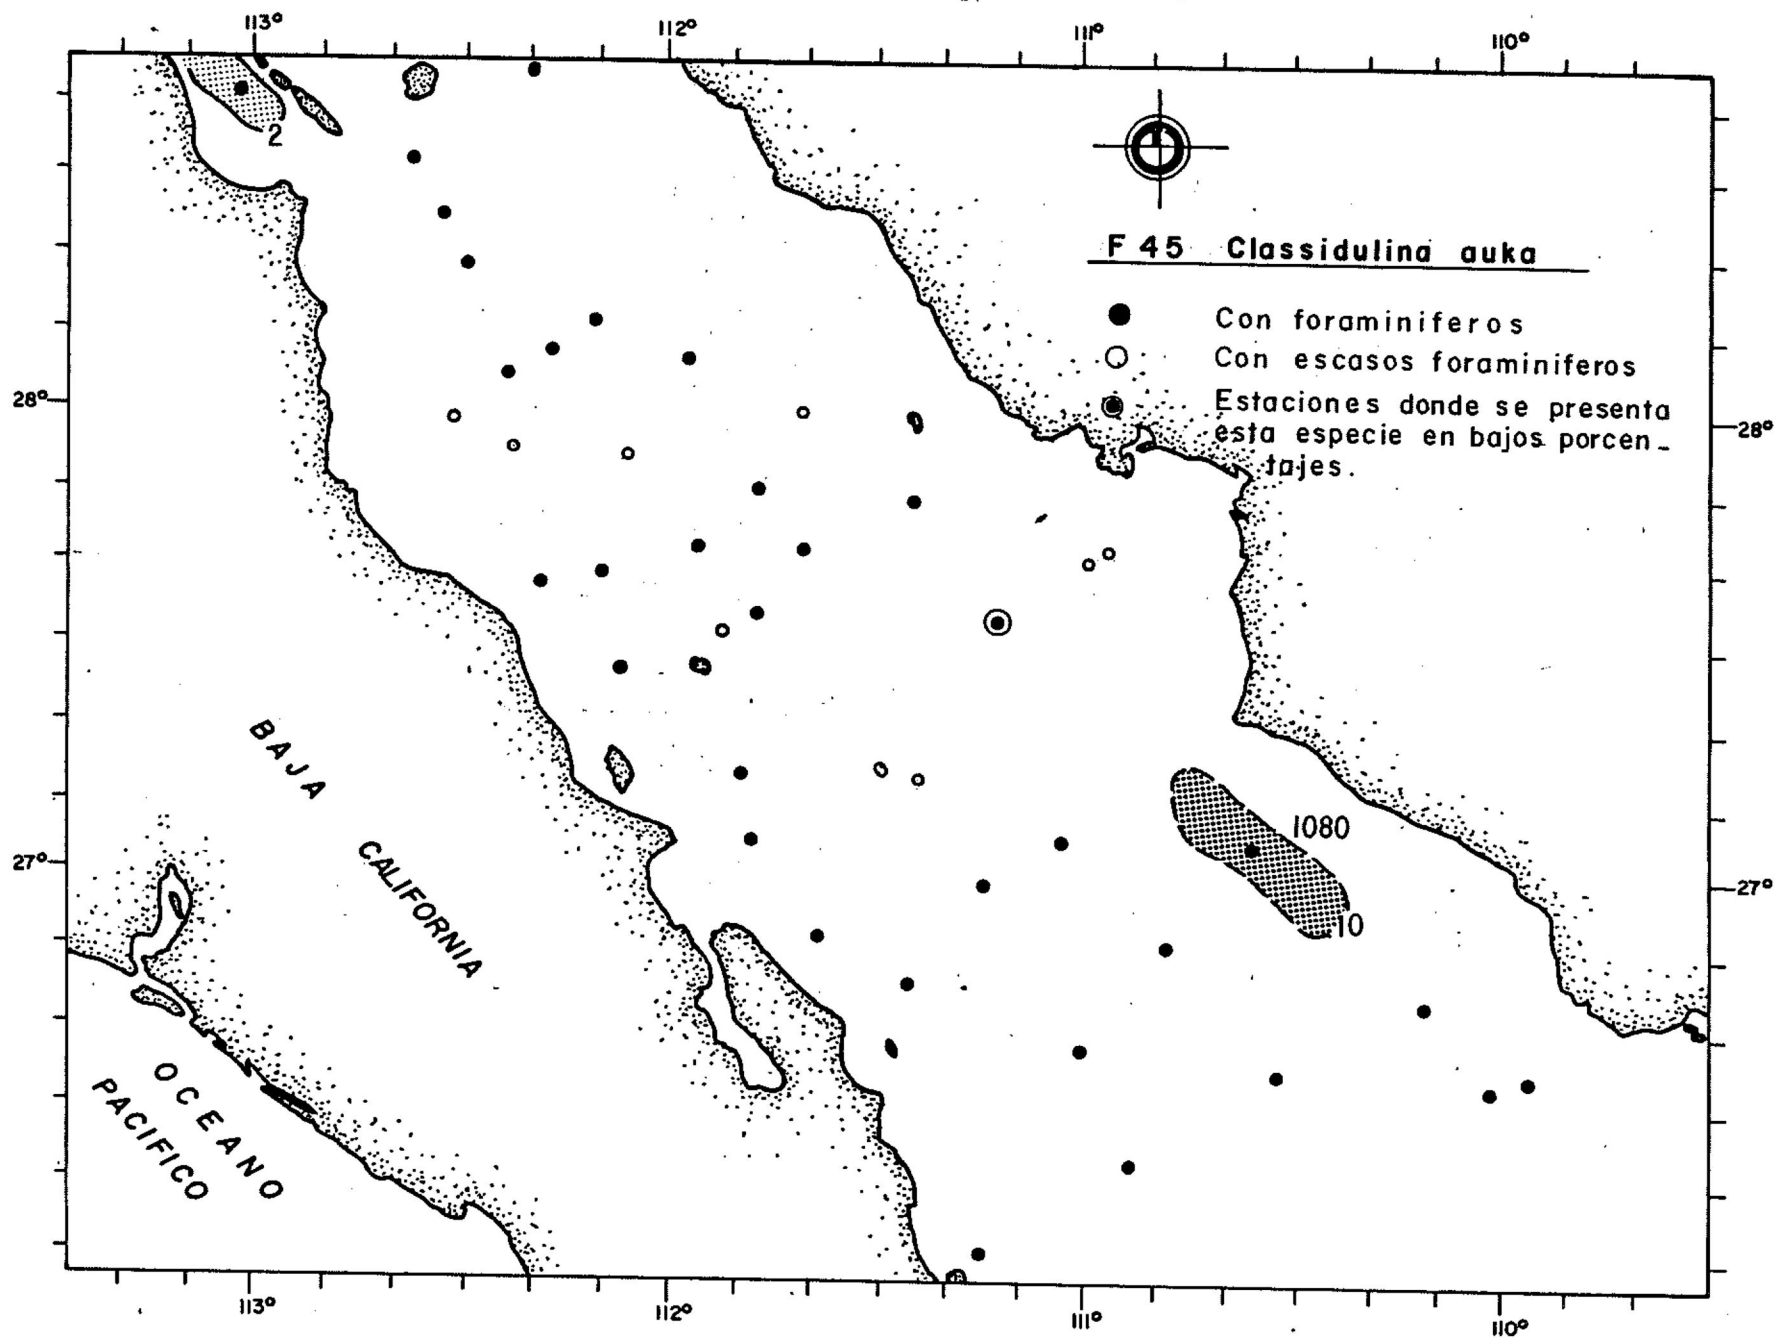 113° 112° 111° 110°
2
F 45 Classidulina auka
Con foraminiferos
Con escasos foraminiferos
Estaciones donde se presenta
esta especie en bajos porcen-
tajes.
28° 28°
BAJA
CALIFORNIA
1080
10
27° 27°
OCEANO
PACIFICO
113° 112° 111° 110°